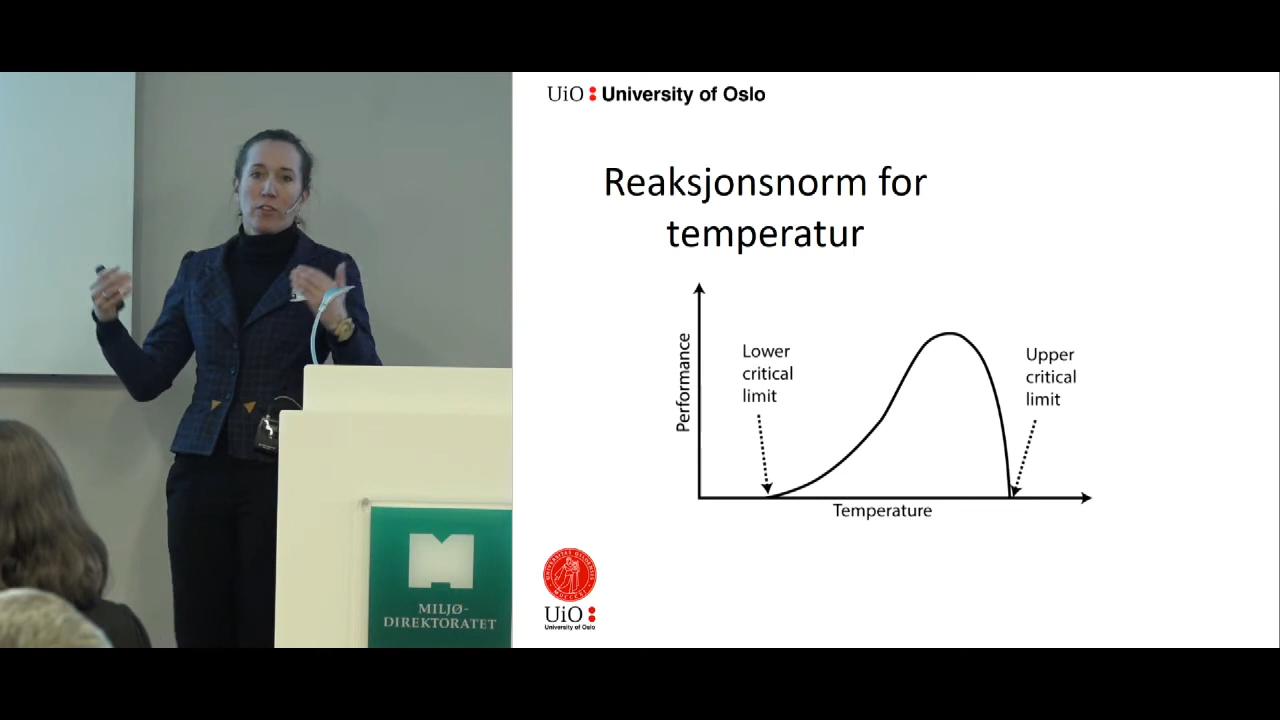 UiO : University of Oslo
Reaksjonsnorm for
temperatur
Performance
Lower
critical
limit
Upper
critical
limit
Temperature
MILJØ-
DIREKTORATET
UiO :
University of Oslo